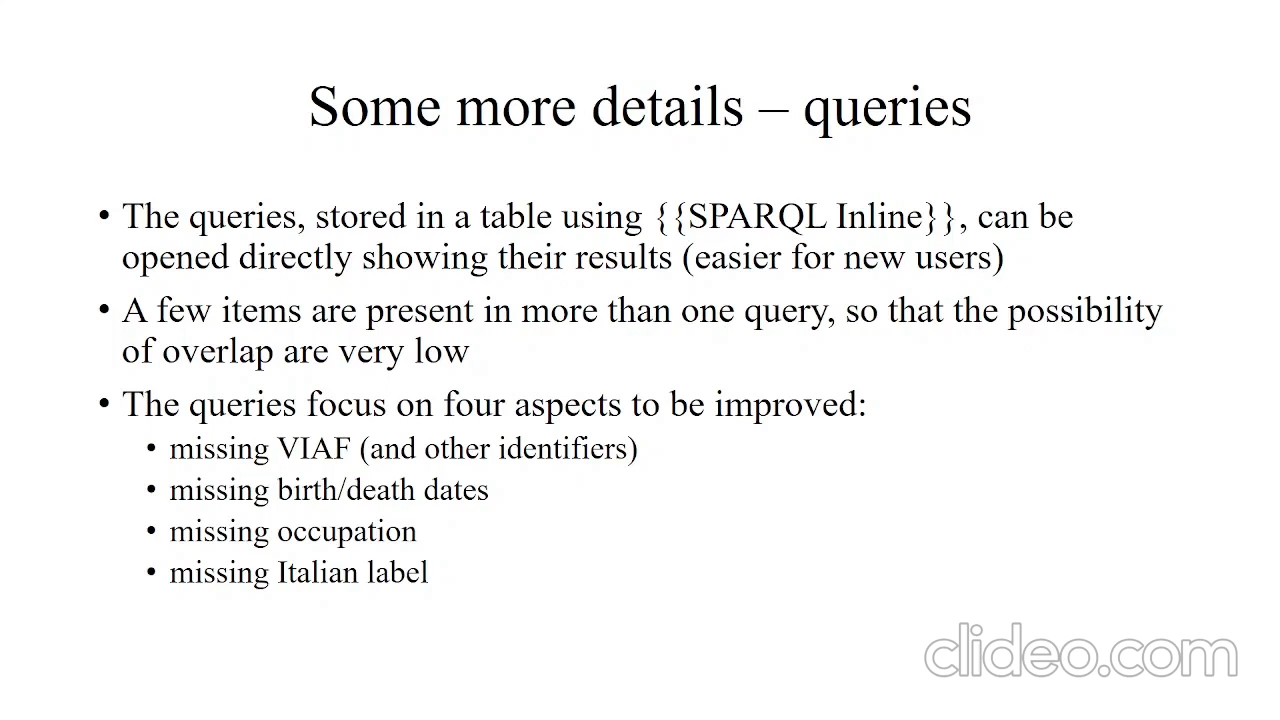 Some more details – queries
• The queries, stored in a table using {{SPARQL Inline}}, can be
opened directly showing their results (easier for new users)
• A few items are present in more than one query, so that the possibility
of overlap are very low
• The queries focus on four aspects to be improved:
• missing VIAF (and other identifiers)
• missing birth/death dates
• missing occupation
• missing Italian label
clideo.com